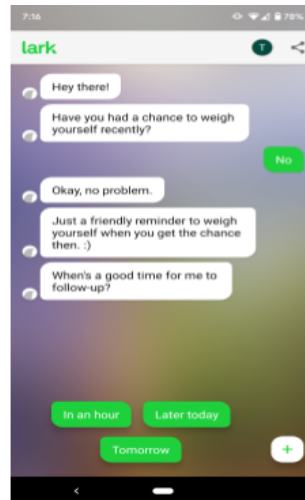 7:16
78%
lark
T
Hey there!
Have you had a chance to weigh
yourself recently?
No
Okay, no problem.
Just a friendly reminder to weigh
yourself when you get the chance
then. :)
When's a good time for me to
follow-up?
In an hour
Later today
Tomorrow
+